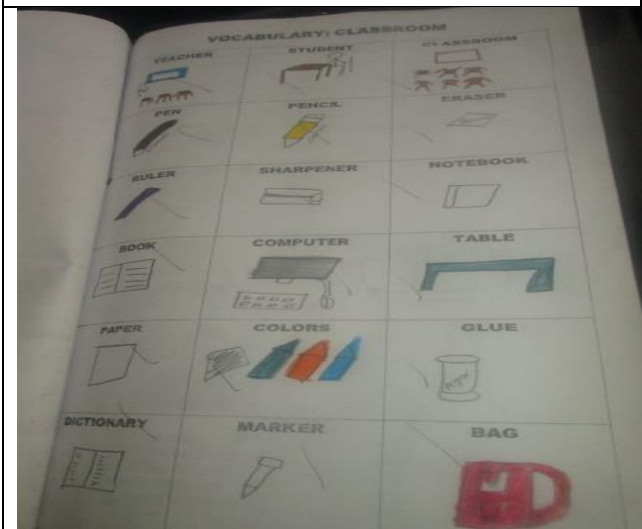 VOCABULARY: CLASSROOM
TEACHER STUDENT CLASSROOM
PEN PENCIL ERASER
RULER SHARPENER NOTEBOOK
BOOK COMPUTER TABLE
PAPER COLORS GLUE
DICTIONARY MARKER BAG